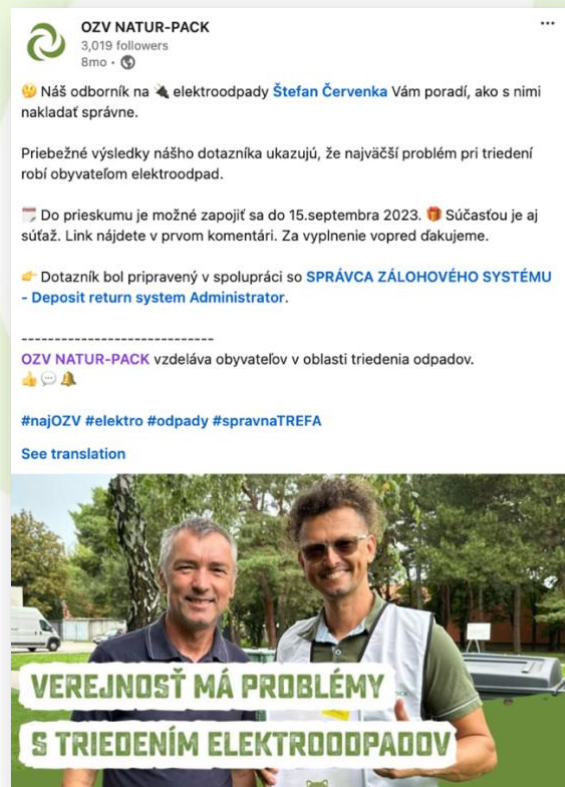 OZV NATUR-PACK
3,019 followers
8mo •
🤔 Náš odborník na 🔌 elektroodpady Štefan Červenka Vám poradí, ako s nimi
nakladať správne.
Priebežné výsledky nášho dotazníka ukazujú, že najväčší problém pri triedení
robí obyvateľom elektroodpad.
🗓️ Do prieskumu je možné zapojiť sa do 15.septembra 2023. 🎁 Súčasťou je aj
súťaž. Link nájdete v prvom komentári. Za vyplnenie vopred ďakujeme.
👉 Dotazník bol pripravený v spolupráci so SPRÁVCA ZÁLOHOVÉHO SYSTÉMU
- Deposit return system Administrator.
-----------------------------
OZV NATUR-PACK vzdeláva obyvateľov v oblasti triedenia odpadov.
👍💬🔔
#najOZV #elektro #odpady #spravnaTREFA
See translation
VEREJNOSŤ MÁ PROBLÉMY
S TRIEDENÍM ELEKTROODPADOV